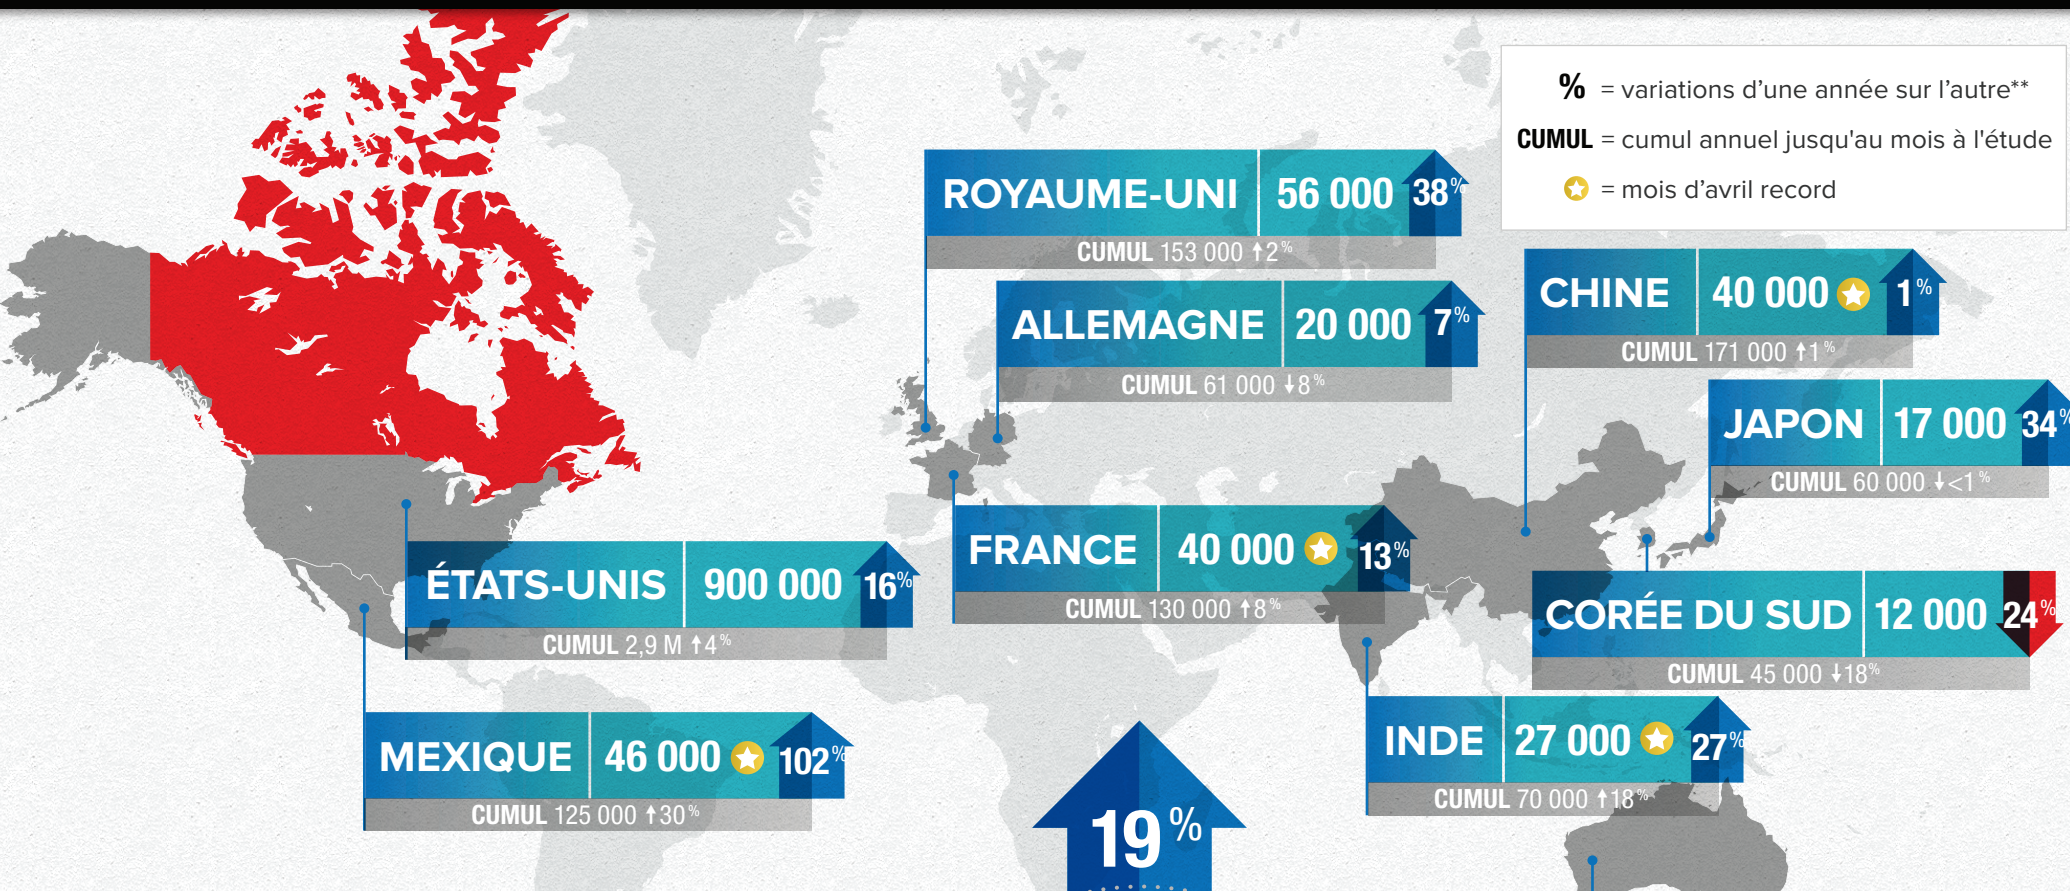 % = variations d’une année sur l’autre**
CUMUL = cumul annuel jusqu'au mois à l'étude
= mois d’avril record
ROYAUME-UNI 56 000 38%
CUMUL 153 000 ↑2%
ALLEMAGNE 20 000 7%
CUMUL 61 000 ↓8%
CHINE 40 000 1%
CUMUL 171 000 ↑1%
JAPON 17 000 34%
CUMUL 60 000 ↓<1%
FRANCE 40 000 13%
CUMUL 130 000 ↑8%
ÉTATS-UNIS 900 000 16%
CUMUL 2,9 M ↑4%
CORÉE DU SUD 12 000 24%
CUMUL 45 000 ↓18%
MEXIQUE 46 000 102%
CUMUL 125 000 ↑30%
INDE 27 000 27%
CUMUL 70 000 ↑18%
19%